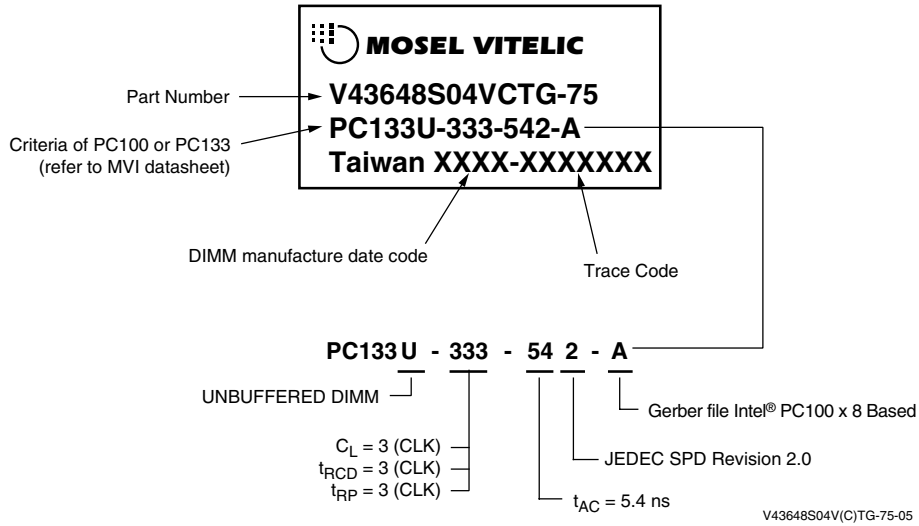 MOSEL VITELIC
Part Number
V43648S04VCTG-75
Criteria of PC100 or PC133
(refer to MVI datasheet)
PC133U-333-542-A
Taiwan XXXX-XXXXXXX
DIMM manufacture date code
Trace Code
PC133 U - 333 - 54 2 - A
UNBUFFERED DIMM
Gerber file Intel® PC100 x 8 Based
CL = 3 (CLK)
tRCD = 3 (CLK)
tRP = 3 (CLK)
JEDEC SPD Revision 2.0
tAC = 5.4 ns
V43648S04V(C)TG-75-05